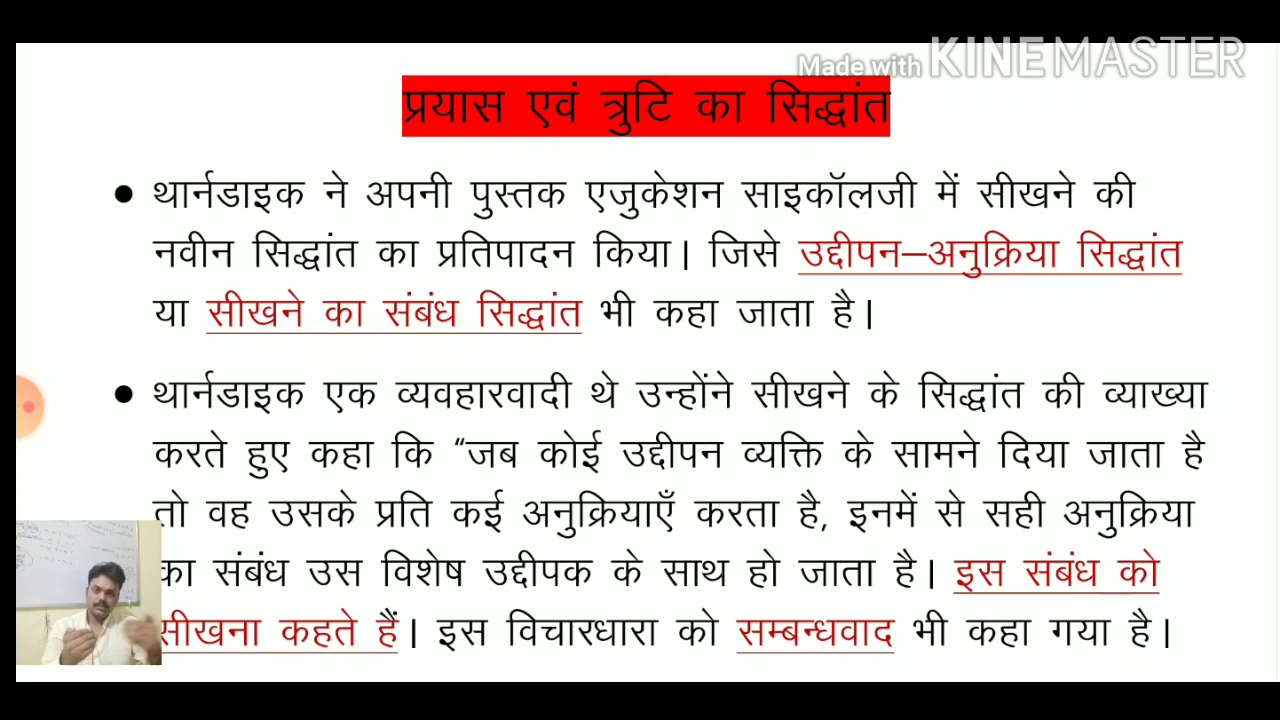 Made with KINEMASTER
प्रयास एवं त्रुटि का सिद्धांत
● थार्नडाइक ने अपनी पुस्तक एजुकेशन साइकॉलजी में सीखने की
नवीन सिद्धांत का प्रतिपादन किया। जिसे उद्दीपन–अनुक्रिया सिद्धांत
या सीखने का संबंध सिद्धांत भी कहा जाता है।
● थार्नडाइक एक व्यवहारवादी थे उन्होंने सीखने के सिद्धांत की व्याख्या
करते हुए कहा कि “जब कोई उद्दीपन व्यक्ति के सामने दिया जाता है
तो वह उसके प्रति कई अनुक्रियाएँ करता है, इनमें से सही अनुक्रिया
का संबंध उस विशेष उद्दीपक के साथ हो जाता है। इस संबंध को
सीखना कहते हैं। इस विचारधारा को सम्बन्धवाद भी कहा गया है।